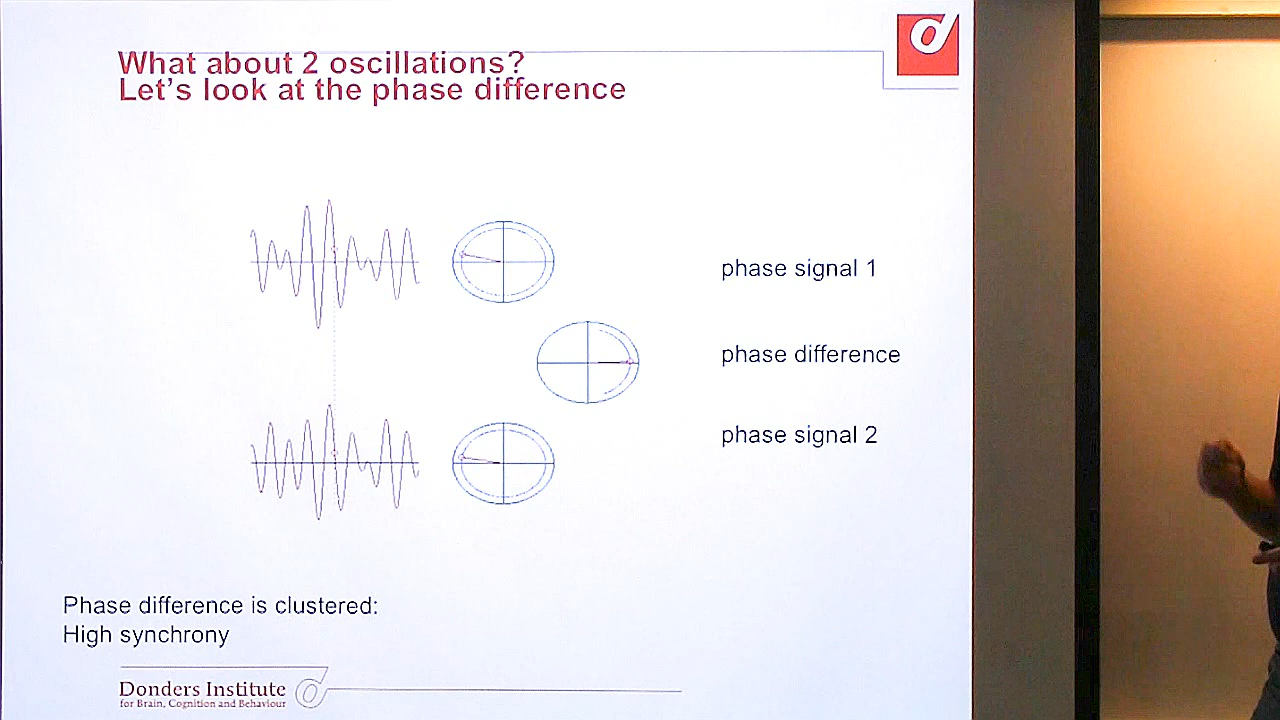 What about 2 oscillations?
Let's look at the phase difference
phase signal 1
phase difference
phase signal 2
Phase difference is clustered:
High synchrony
Donders Institute
for Brain, Cognition and Behaviour